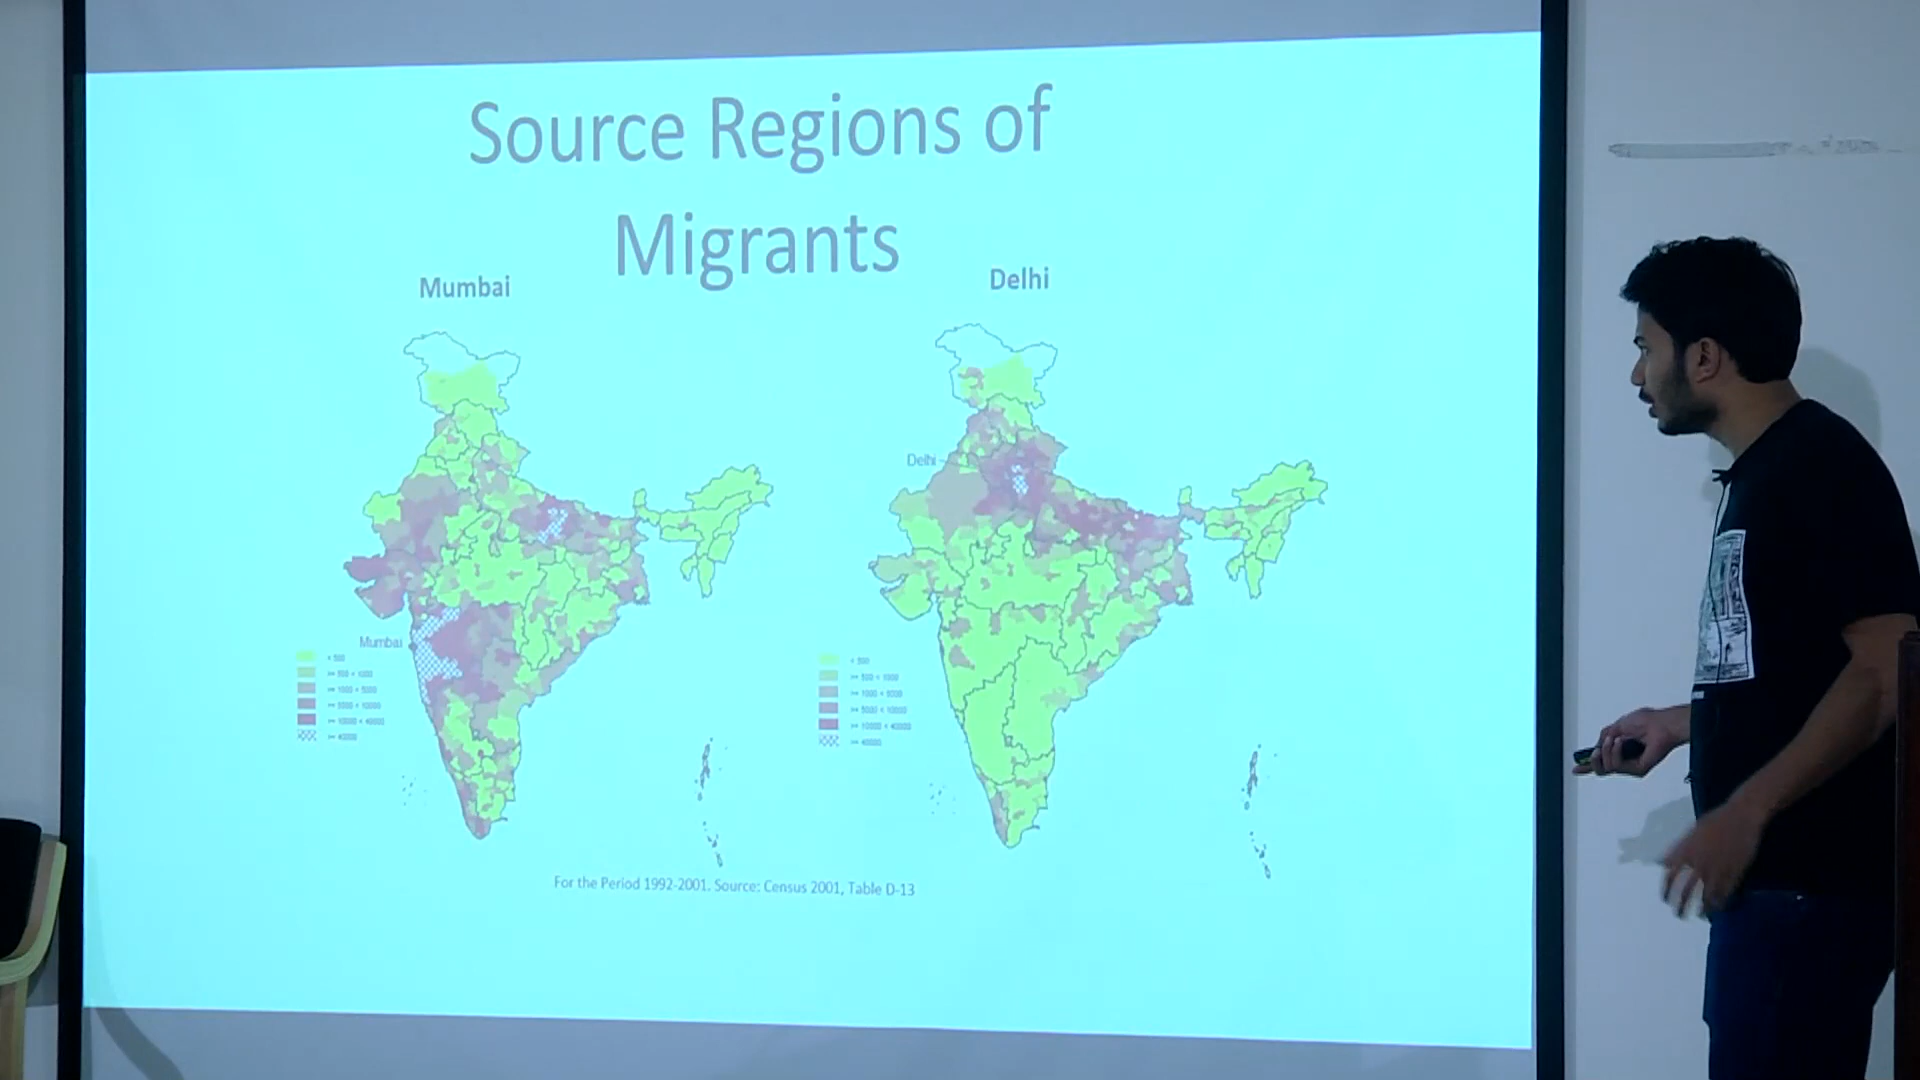 Source Regions of
Migrants
Mumbai
Delhi
Delhi
Mumbai
< 500
>= 500 < 1000
>= 1000 < 5000
>= 5000 < 10000
>= 10000 < 40000
>= 40000
< 500
>= 500 < 1000
>= 1000 < 5000
>= 5000 < 10000
>= 10000 < 40000
>= 40000
For the Period 1992-2001. Source: Census 2001, Table D-13